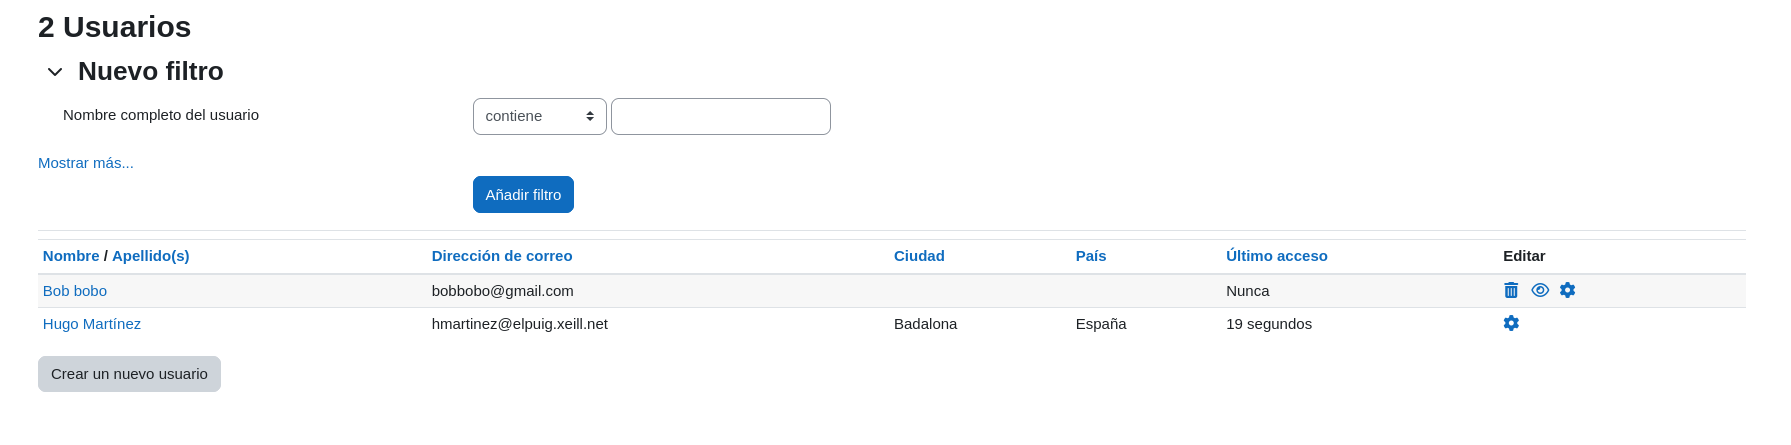 2 Usuarios
Nuevo filtro
Nombre completo del usuario contiene
Mostrar más...
Añadir filtro
Nombre / Apellido(s) Dirección de correo Ciudad País Último acceso Editar
Bob bobo bobbobo@gmail.com Nunca
Hugo Martínez hmartinez@elpuig.xeill.net Badalona España 19 segundos
Crear un nuevo usuario